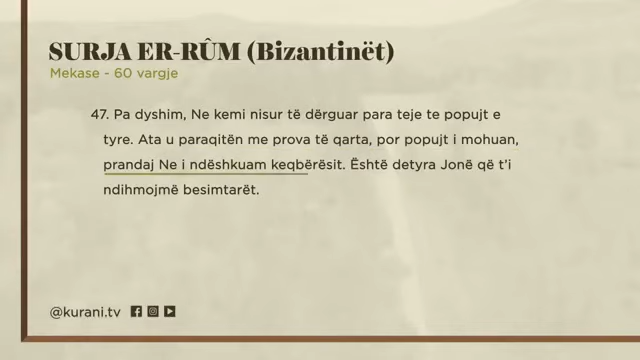 SURJA ER-RÛM (Bizantinët)
Mekase - 60 vargje
47. Pa dyshim, Ne kemi nisur të dërguar para teje te popujt e
tyre. Ata u paraqitën me prova të qarta, por popujt i mohuan,
prandaj Ne i ndëshkuam keqbërësit. Është detyra Jonë që t’i
ndihmojmë besimtarët.
@kurani.tv